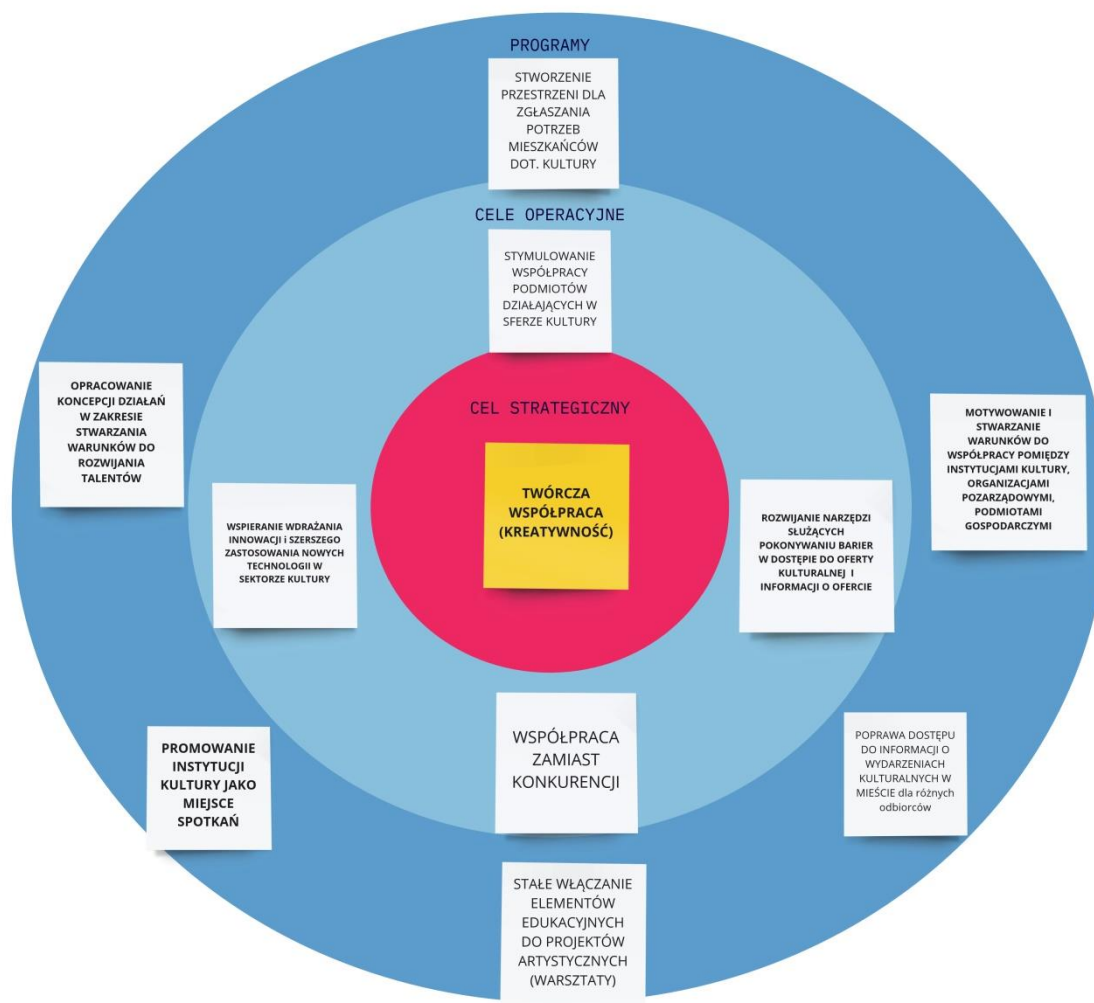 PROGRAMY
STWORZENIE
PRZESTRZENI DLA
ZGŁASZANIA
POTRZEB
MIESZKAŃCÓW
DOT. KULTURY
CELE OPERACYJNE
STYMULOWANIE
WSPÓŁPRACY
PODMIOTÓW
DZIAŁAJĄCYCH W
SFERZE KULTURY
OPRACOWANIE
KONCEPCJI DZIAŁAŃ
W ZAKRESIE
STWARZANIA
WARUNKÓW DO
ROZWIJANIA
TALENTÓW
CEL STRATEGICZNY
MOTYWOWANIE I
STWARZANIE
WARUNKÓW DO
WSPÓŁPRACY POMIĘDZY
INSTYTUCJAMI KULTURY,
ORGANIZACJAMI
POZARZĄDOWYMI,
PODMIOTAMI
GOSPODARCZYMI
TWÓRCZA
WSPÓŁPRACA
(KREATYWNOŚĆ)
WSPIERANIE WDRAŻANIA
INNOWACJI i SZERSZEGO
ZASTOSOWANIA NOWYCH
TECHNOLOGII W
SEKTORZE KULTURY
ROZWIJANIE NARZĘDZI
SŁUŻĄCYCH
POKONYWANIU BARIER
W DOSTĘPIE DO OFERTY
KULTURALNEJ I
INFORMACJI O OFERCIE
PROMOWANIE
INSTYTUCJI
KULTURY JAKO
MIEJSCE
SPOTKAŃ
WSPÓŁPRACA
ZAMIAST
KONKURENCJI
POPRAWA DOSTĘPU
DO INFORMACJI O
WYDARZENIACH
KULTURALNYCH W
MIEŚCIE dla różnych
odbiorców
STAŁE WŁĄCZANIE
ELEMENTÓW
EDUKACYJNYCH
DO PROJEKTÓW
ARTYSTYCZNYCH
(WARSZTATY)